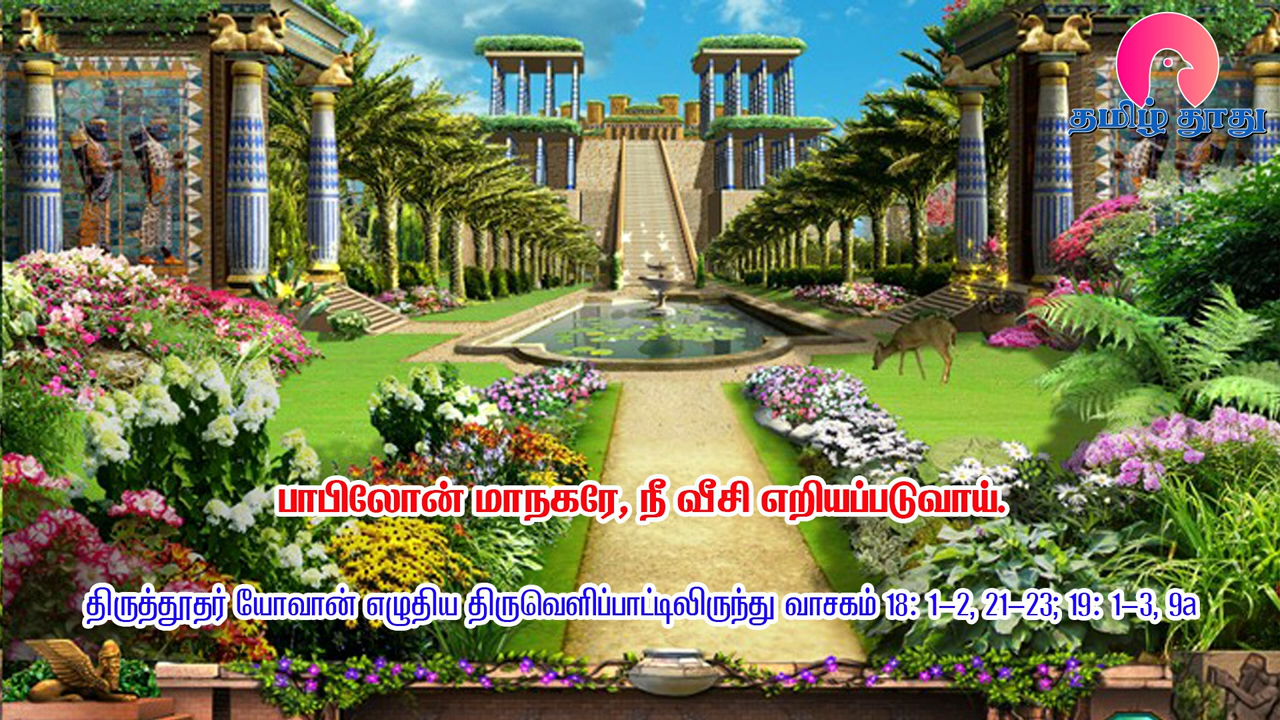 தமிழ் தூது
பாபிலோன் மாநகரே, நீ வீசி எறியப்படுவாய்.
திருத்தூதர் யோவான் எழுதிய திருவெளிப்பாட்டிலிருந்து வாசகம் 18: 1-2, 21-23; 19: 1-3, 9a